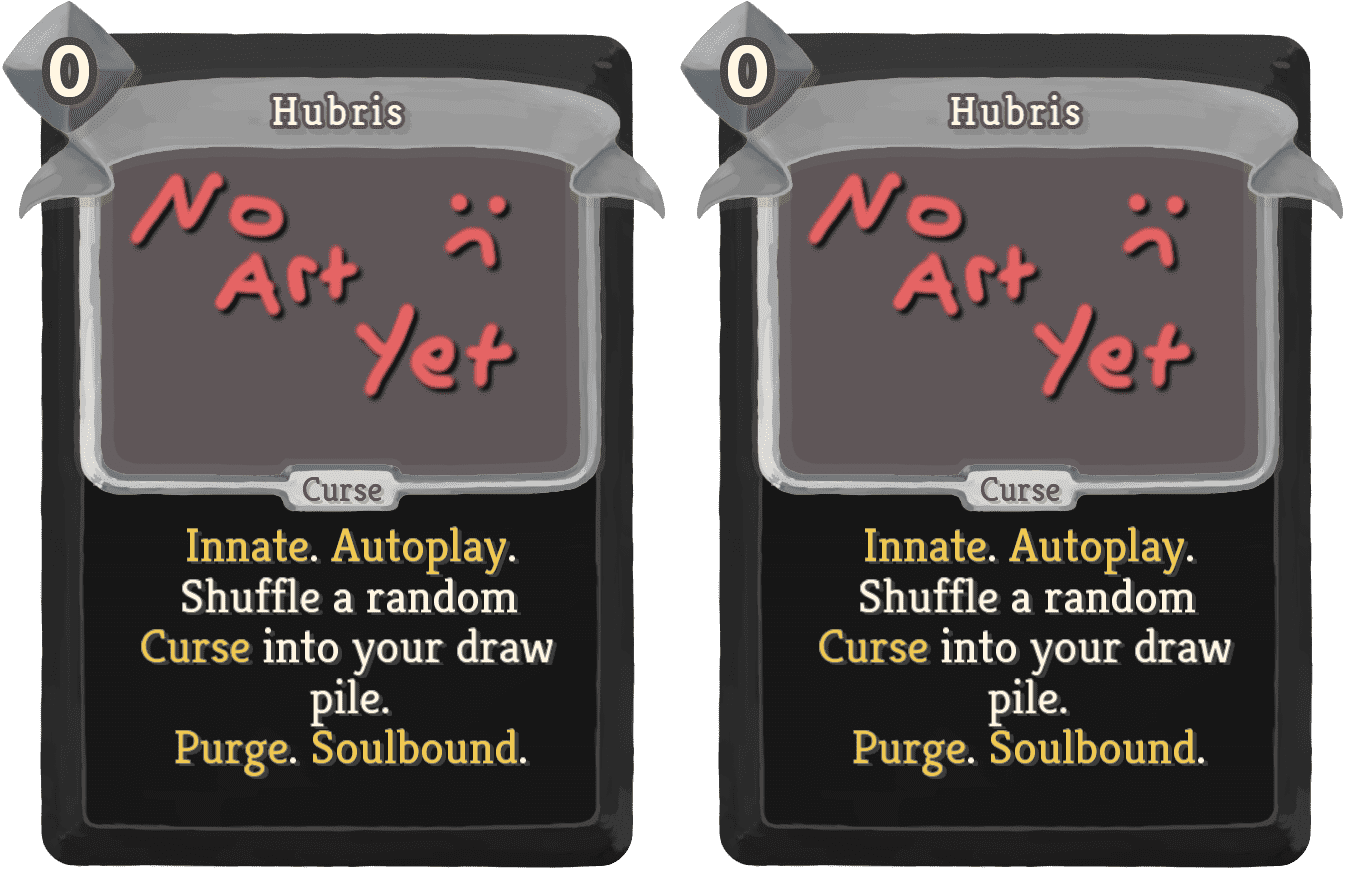 0
Hubris
No
Art
Yet
Curse
Innate. Autoplay.
Shuffle a random
Curse into your draw
pile.
Purge. Soulbound.
0
Hubris
No
Art
Yet
Curse
Innate. Autoplay.
Shuffle a random
Curse into your draw
pile.
Purge. Soulbound.